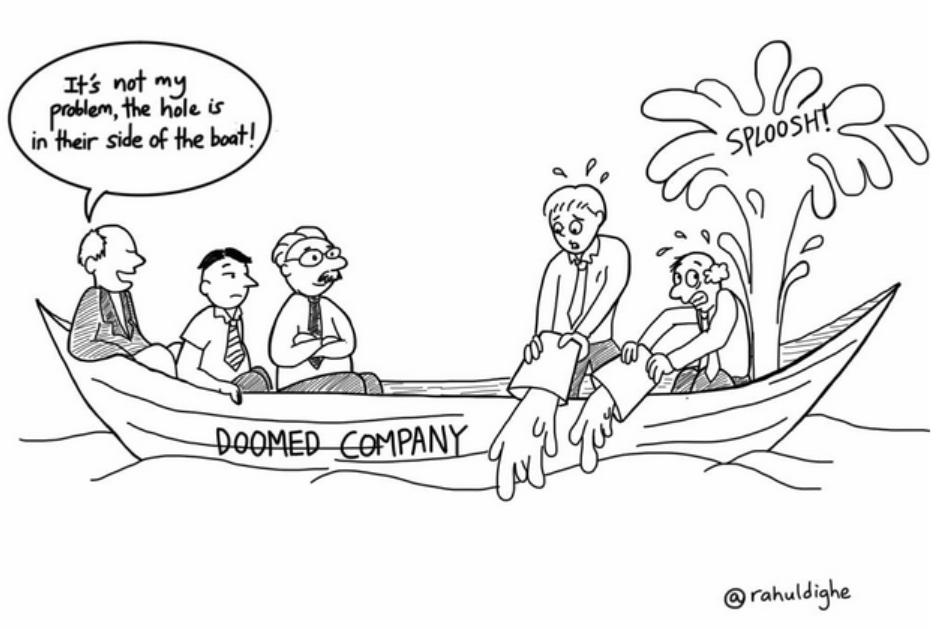 It's not my
problem, the hole is
in their side of the boat!
SPLOOSH!
DOOMED COMPANY
@rahuldighe